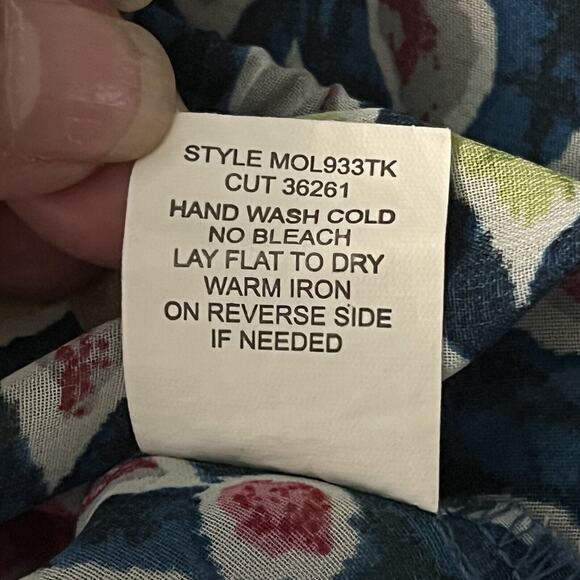 STYLE MOL933TK
CUT 36261
HAND WASH COLD
NO BLEACH
LAY FLAT TO DRY
WARM IRON
ON REVERSE SIDE
IF NEEDED